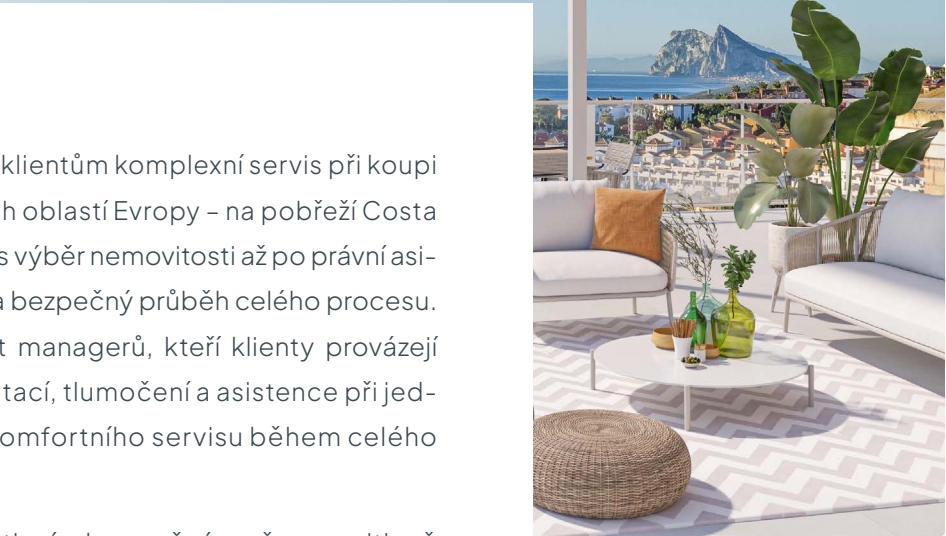 klientům komplexní servis při koupi
h oblastí Evropy – na pobřeží Costa
s výběr nemovitosti až po právní asi-
a bezpečný průběh celého procesu.
t managerů, kteří klienty provázejí
tací, tlumočení a asistence při jed-
omfortního servisu během celého